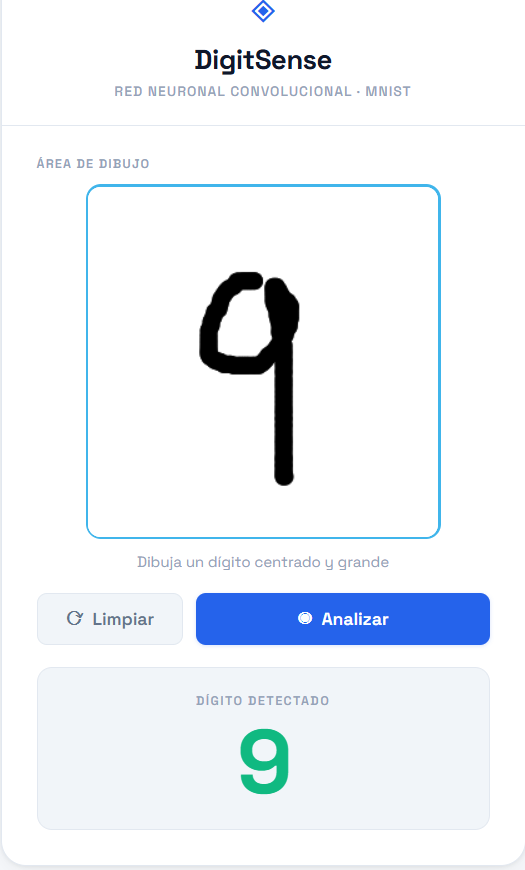 DigitSense
RED NEURONAL CONVOLUCIONAL · MNIST
ÁREA DE DIBUJO
9
Dibuja un dígito centrado y grande
Limpiar
Analizar
DÍGITO DETECTADO
9